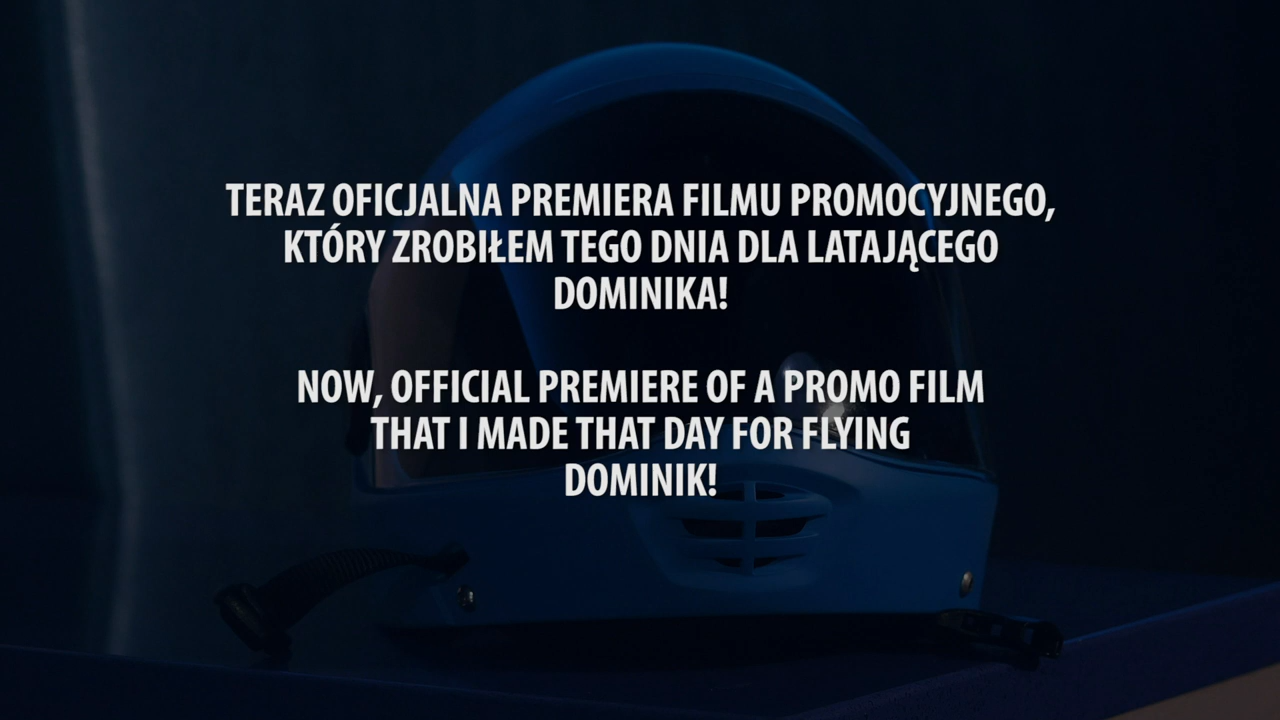 TERAZ OFICJALNA PREMIERA FILMU PROMOCYJNEGO,
KTÓRY ZROBIŁEM TEGO DNIA DLA LATAJĄCEGO
DOMINIKA!
NOW, OFFICIAL PREMIERE OF A PROMO FILM
THAT I MADE THAT DAY FOR FLYING
DOMINIK!